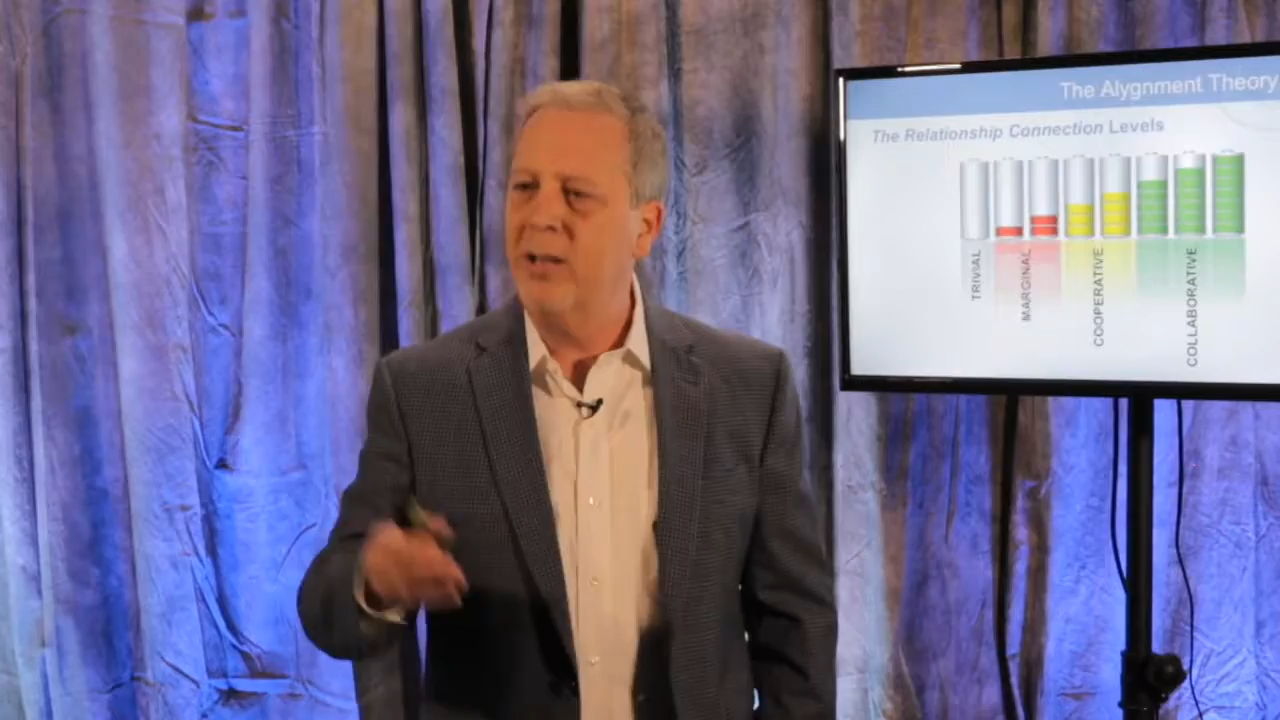 The Alygnment Theory
The Relationship Connection Levels
TRIVIAL
MARGINAL
COOPERATIVE
COLLABORATIVE